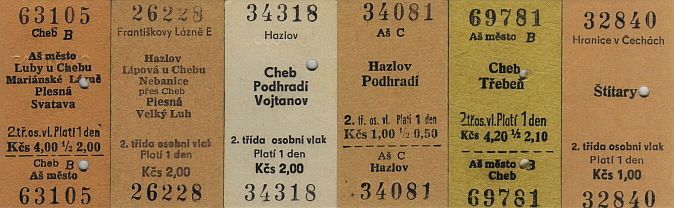 63105
Cheb B
Aš město
Luby u Chebu
Mariánské Lázně
Plesná
Svatava
2.tř.os.vl.Platí 1 den
Kčs 4,00 ½ 2,00
Cheb B
Aš město
63105
26228
Františkovy Lázně E
Hazlov
Lipová u Chebu
Nebanice
přes Cheb
Plesná
Velký Luh
2. třída osobní vlak
Platí 1 den
Kčs 2,00
26228
34318
Hazlov
Cheb
Podhradí
Vojtanov
2. třída osobní vlak
Platí 1 den
Kčs 2,00
34318
34081
Aš C
Hazlov
Podhradí
2. tř. os. vl. Platí 1 den
Kčs 1,00 ½ 0,50
Aš C
Hazlov
34081
69781
Aš město B
Cheb
Třebeň
2.tř.os.vl.Platí 1 den
Kčs 4,20 ½ 2,10
Aš město B
Cheb
69781
32840
Hranice v Čechách
Štítary
2. třída osobní vlak
Platí 1 den
Kčs 1,00
32840